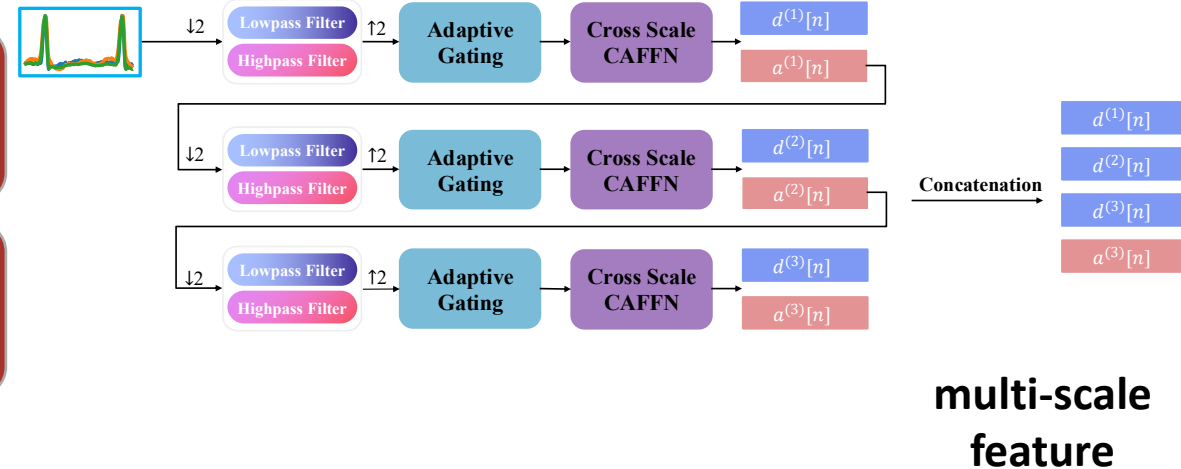 ↓2
Lowpass Filter
Highpass Filter
↑2
Adaptive
Gating
Cross Scale
CAFFN
d^(1)[n]
a^(1)[n]
↓2
Lowpass Filter
Highpass Filter
↑2
Adaptive
Gating
Cross Scale
CAFFN
d^(2)[n]
a^(2)[n]
↓2
Lowpass Filter
Highpass Filter
↑2
Adaptive
Gating
Cross Scale
CAFFN
d^(3)[n]
a^(3)[n]
Concatenation
d^(1)[n]
d^(2)[n]
d^(3)[n]
a^(3)[n]
multi-scale
feature